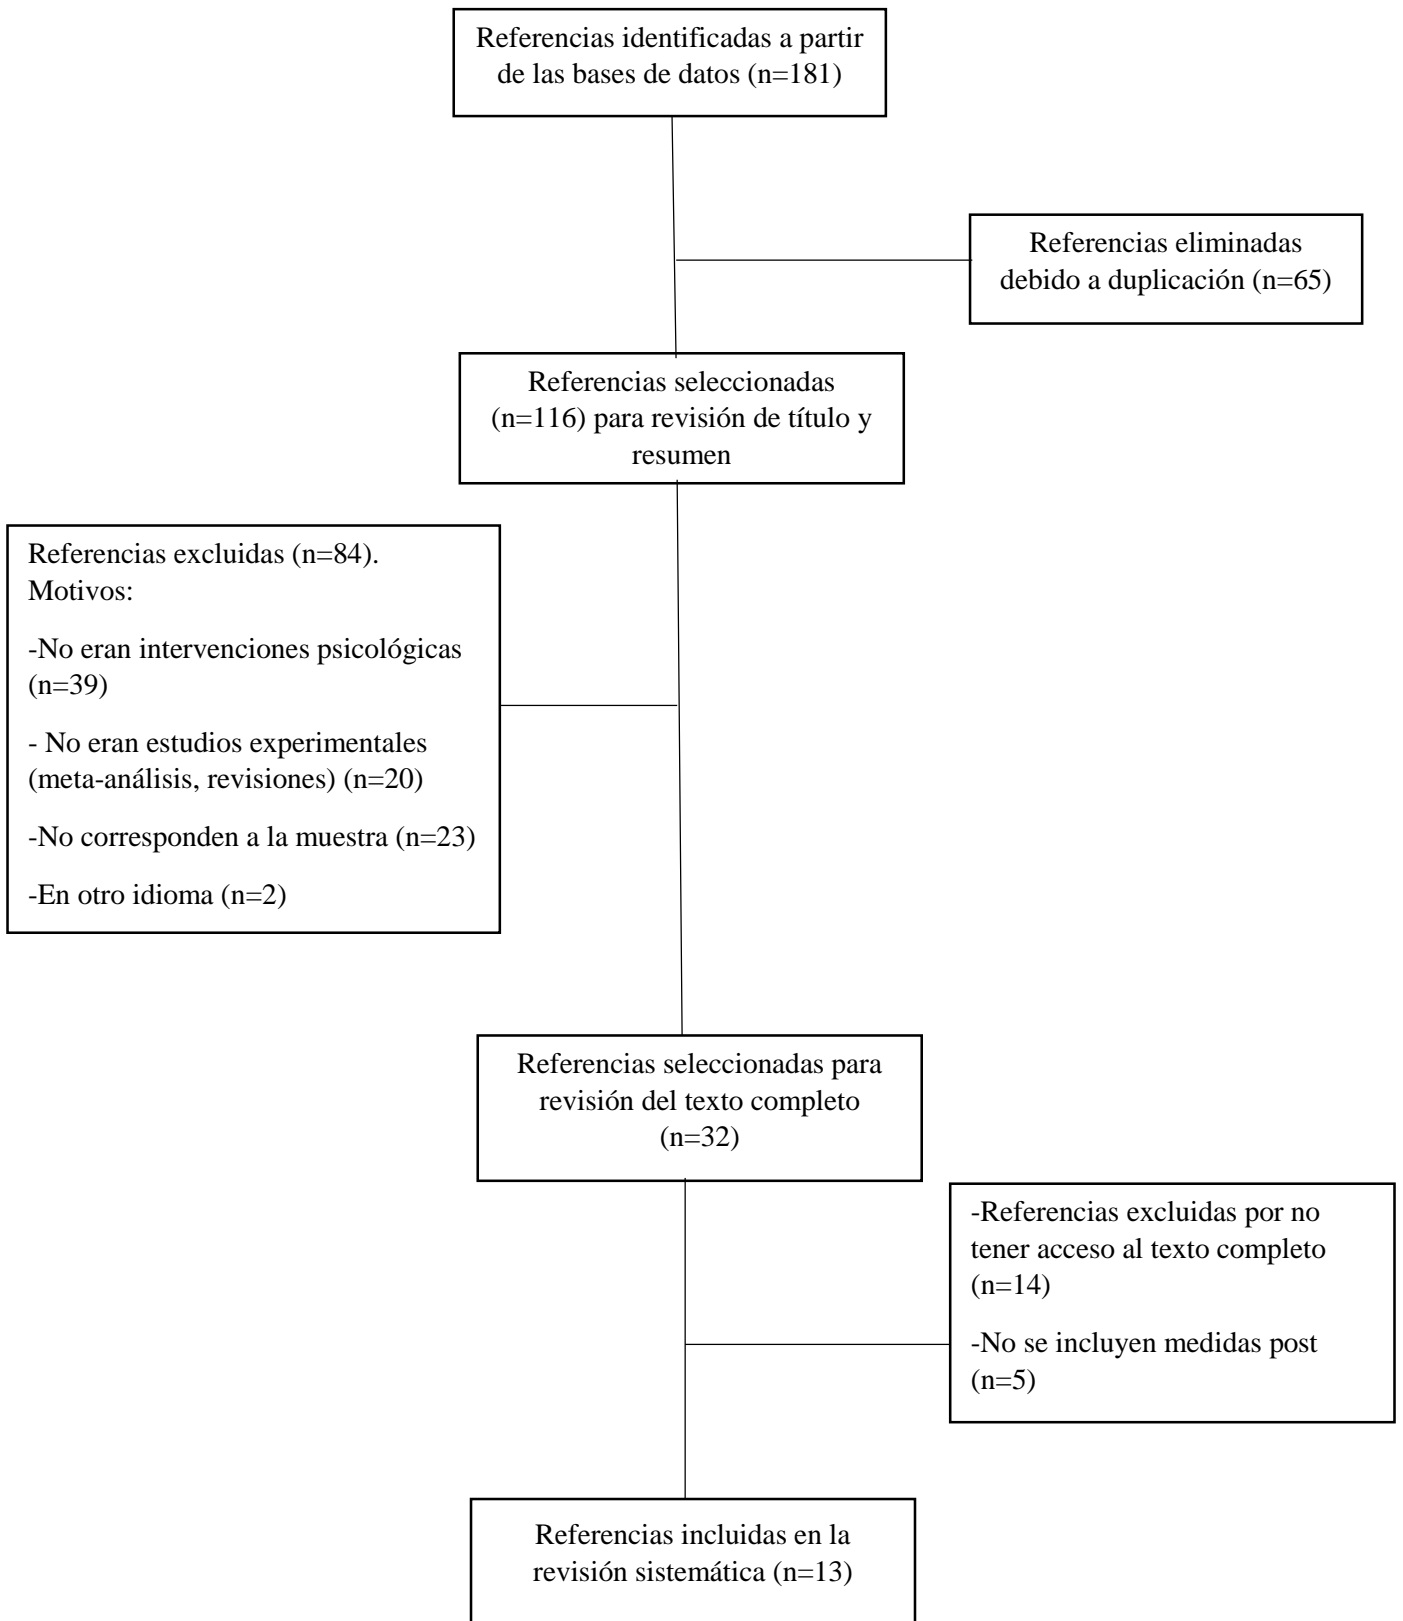 Referencias identificadas a partir
de las bases de datos (n=181)
Referencias eliminadas
debido a duplicación (n=65)
Referencias seleccionadas
(n=116) para revisión de título y
resumen
Referencias excluidas (n=84).
Motivos:
-No eran intervenciones psicológicas
(n=39)
- No eran estudios experimentales
(meta-análisis, revisiones) (n=20)
-No corresponden a la muestra (n=23)
-En otro idioma (n=2)
Referencias seleccionadas para
revisión del texto completo
(n=32)
-Referencias excluidas por no
tener acceso al texto completo
(n=14)
-No se incluyen medidas post
(n=5)
Referencias incluidas en la
revisión sistemática (n=13)